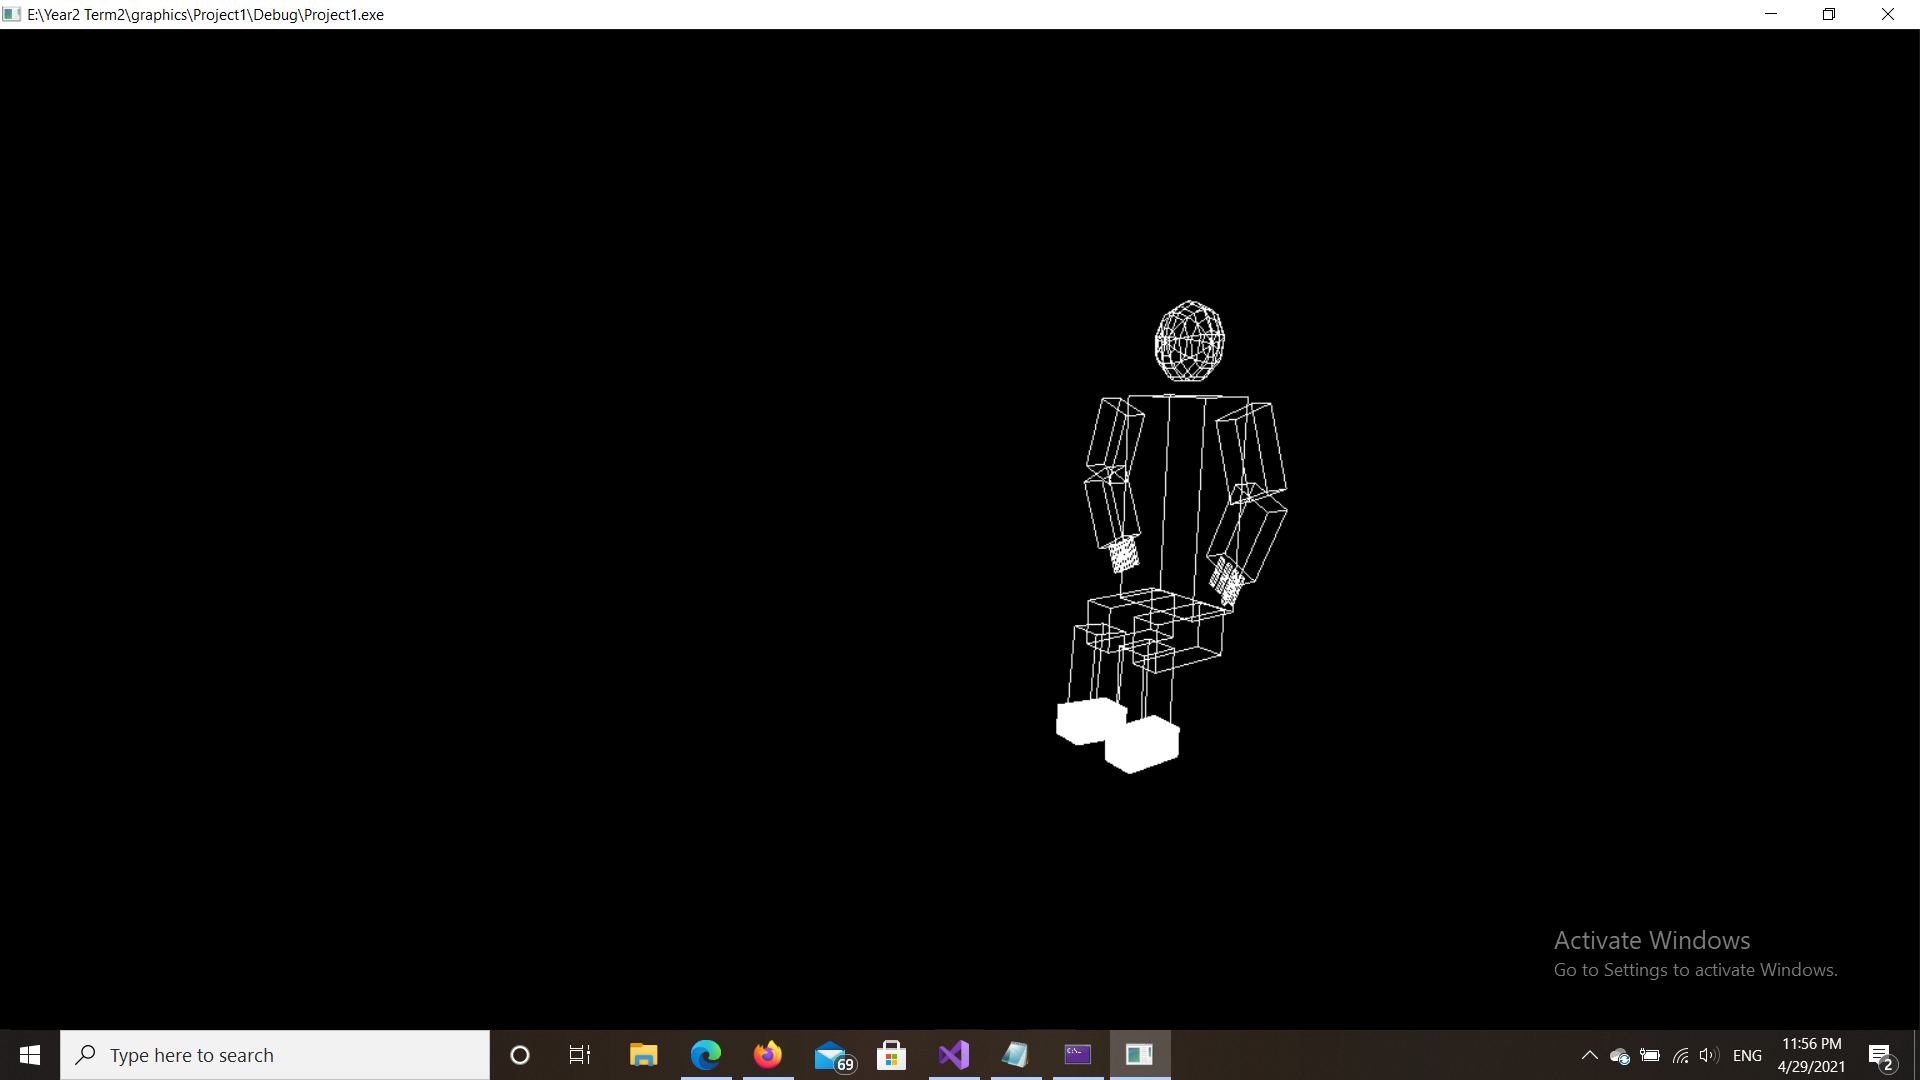 E:\Year2 Term2\graphics\Project1\Debug\Project1.exe
Activate Windows
Go to Settings to activate Windows.
Type here to search
69
ENG
11:56 PM
4/29/2021
2